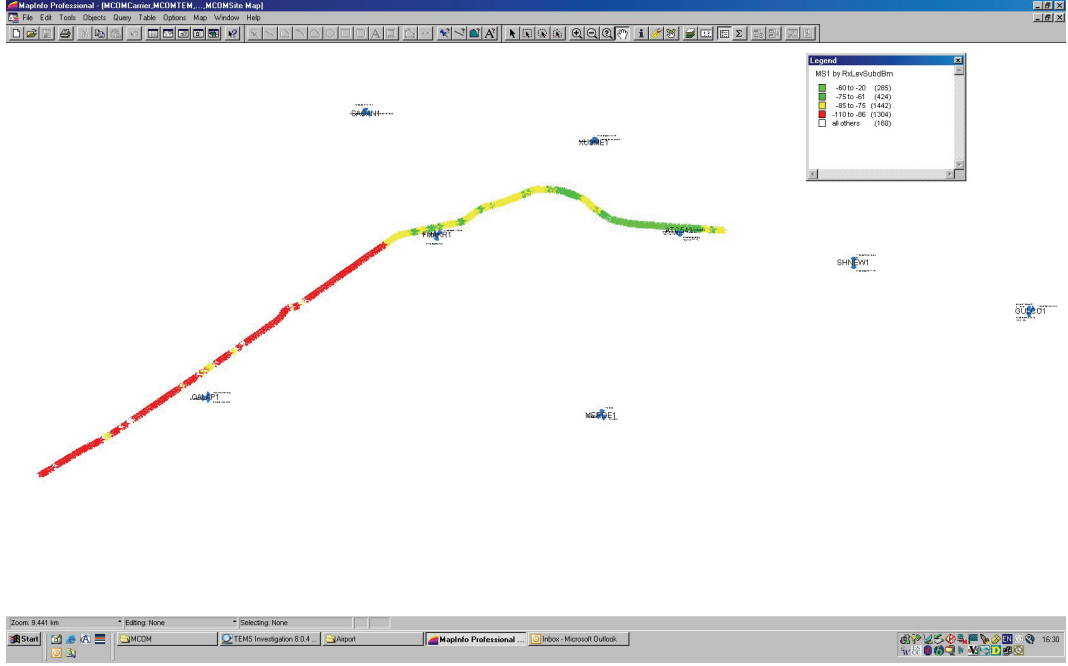 MapInfo Professional - [MCOMCarrier,MCOMTEM,...,MCOMSite Map]
File Edit Tools Objects Query Table Options Map Window Help
Legend
MS1 by RxLevSubdBm
-60 to -20 (285)
-75 to -61 (424)
-85 to -75 (1442)
-110 to -86 (1304)
all others (160)
SHNEW1
Zoom: 9.441 km Editing: None Selecting: None
Start MCOM TEMS Investigation 8.0.4 ... Airport MapInfo Professional ... Inbox - Microsoft Outlook EN 16:30